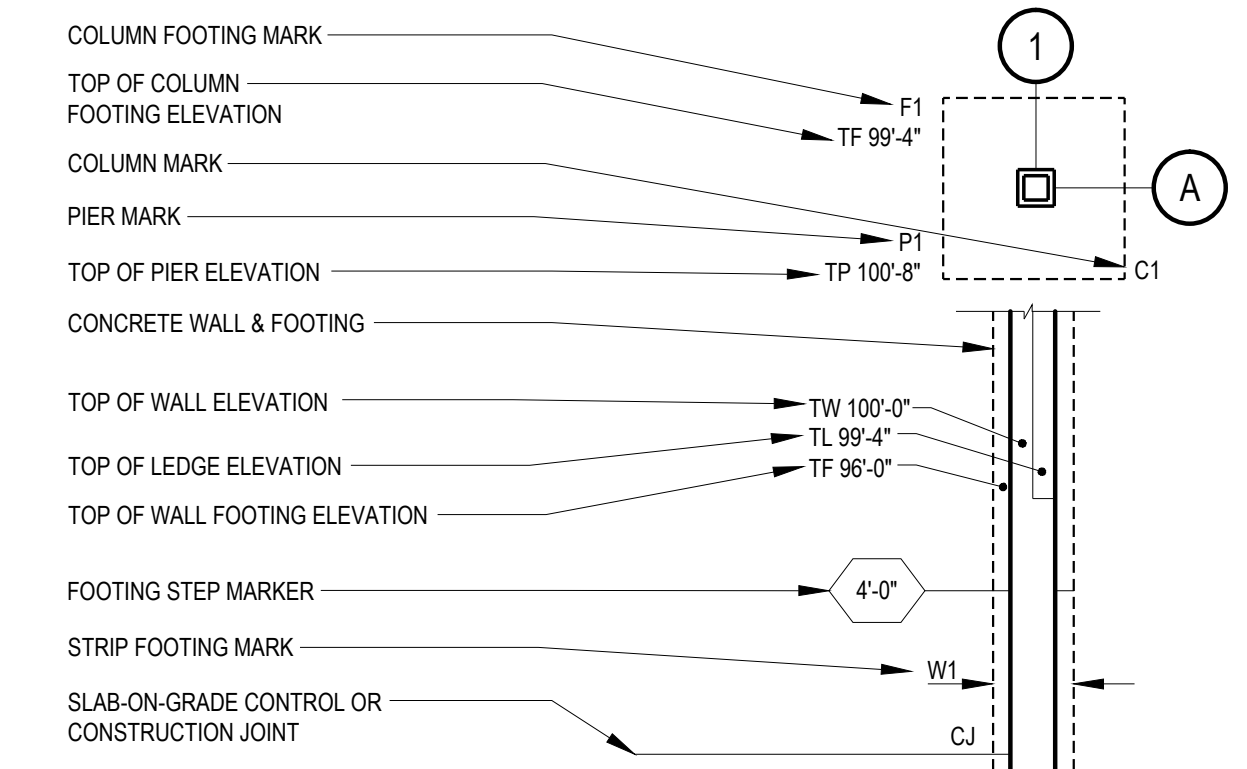 COLUMN FOOTING MARK
1
TOP OF COLUMN
FOOTING ELEVATION
F1
TF 99'-4"
COLUMN MARK
A
PIER MARK
P1
TOP OF PIER ELEVATION
TP 100'-8"
C1
CONCRETE WALL & FOOTING
TOP OF WALL ELEVATION
TW 100'-0"
TL 99'-4"
TOP OF LEDGE ELEVATION
TF 96'-0"
TOP OF WALL FOOTING ELEVATION
FOOTING STEP MARKER
4'-0"
STRIP FOOTING MARK
W1
SLAB-ON-GRADE CONTROL OR
CONSTRUCTION JOINT
CJ